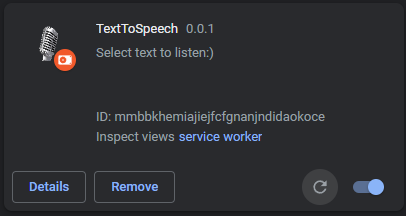 TextToSpeech 0.0.1
Select text to listen:)
ID: mmbbkhemiajiejfcfgnanjndidaokoce
Inspect views service worker
Details Remove